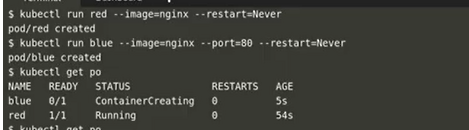 $ kubectl run red --image=nginx --restart=Never
pod/red created
$ kubectl run blue --image=nginx --port=80 --restart=Never
pod/blue created
$ kubectl get po
NAME READY STATUS RESTARTS AGE
blue 0/1 ContainerCreating 0 5s
red 1/1 Running 0 54s
$ kubectl get po